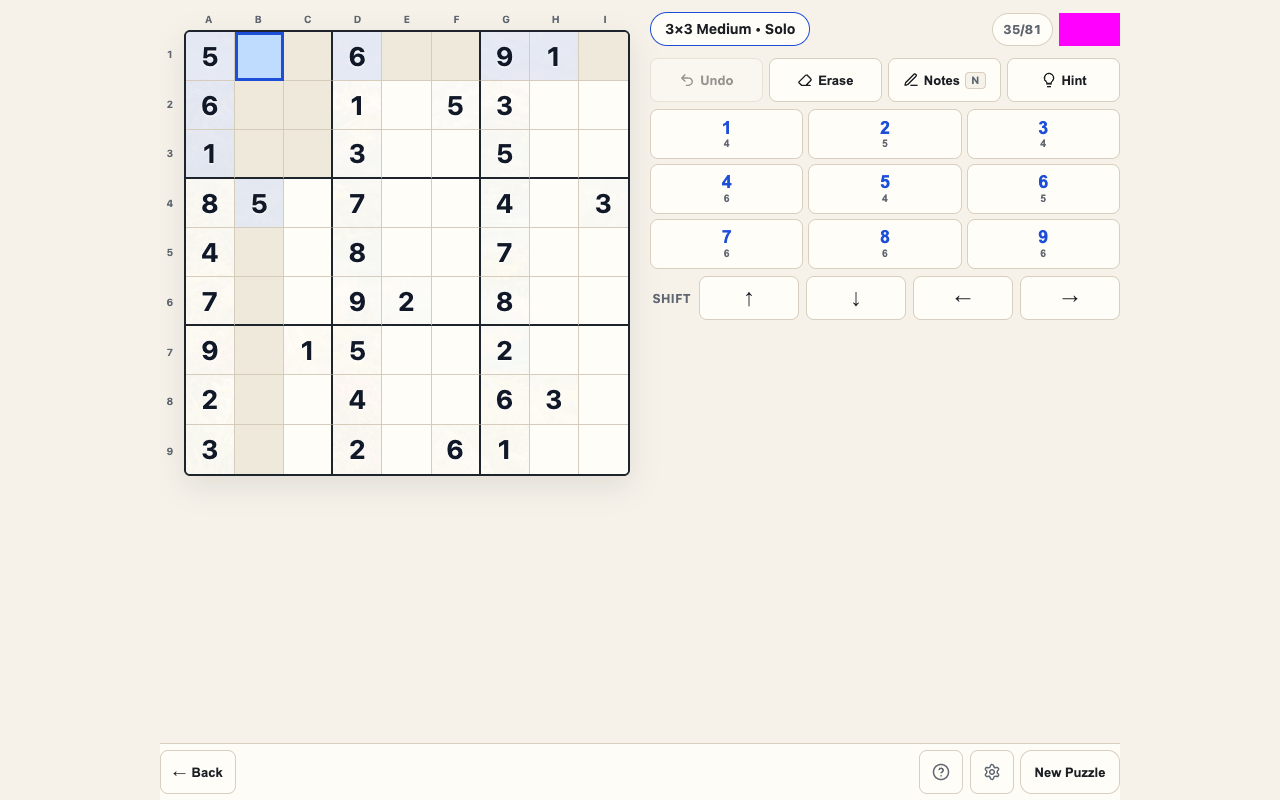 A B C D E F G H I
1 5 6 9 1
2 6 1 5 3
3 1 3 5
4 8 5 7 4 3
5 4 8 7
6 7 9 2 8
7 9 1 5 2
8 2 4 6 3
9 3 2 6 1
3×3 Medium • Solo
35/81
Undo Erase Notes N Hint
1 2 3
4 5 4
4 5 6
6 4 5
7 8 9
6 6 6
SHIFT ↑ ↓ ← →
← Back
New Puzzle